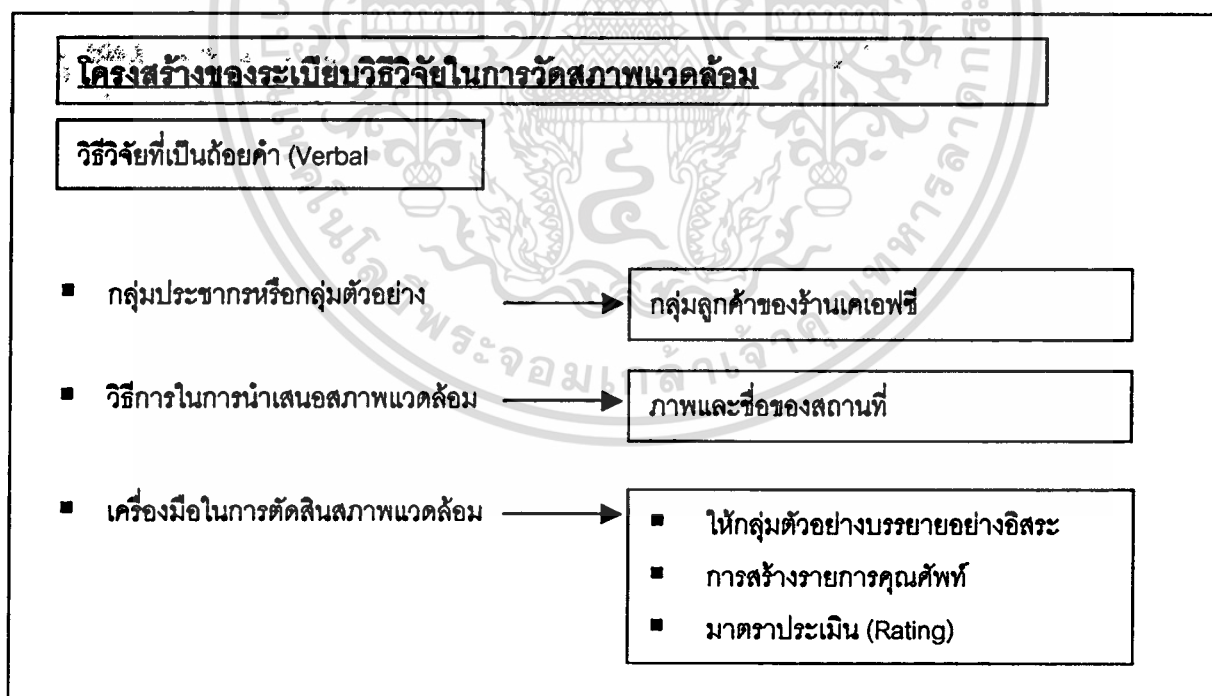 โครงสร้างของระเบียบวิธีวิจัยในการวัดสภาพแวดล้อม
วิธีวิจัยที่เป็นถ้อยคำ (Verbal
▪ กลุ่มประชากรหรือกลุ่มตัวอย่าง
กลุ่มลูกค้าของร้านเคเอฟซี
▪ วิธีการในการนำเสนอสภาพแวดล้อม
ภาพและชื่อของสถานที่
▪ เครื่องมือในการตัดสินสภาพแวดล้อม
▪ ให้กลุ่มตัวอย่างบรรยายอย่างอิสระ
▪ การสร้างรายการคุณศัพท์
▪ มาตราประเมิน (Rating)